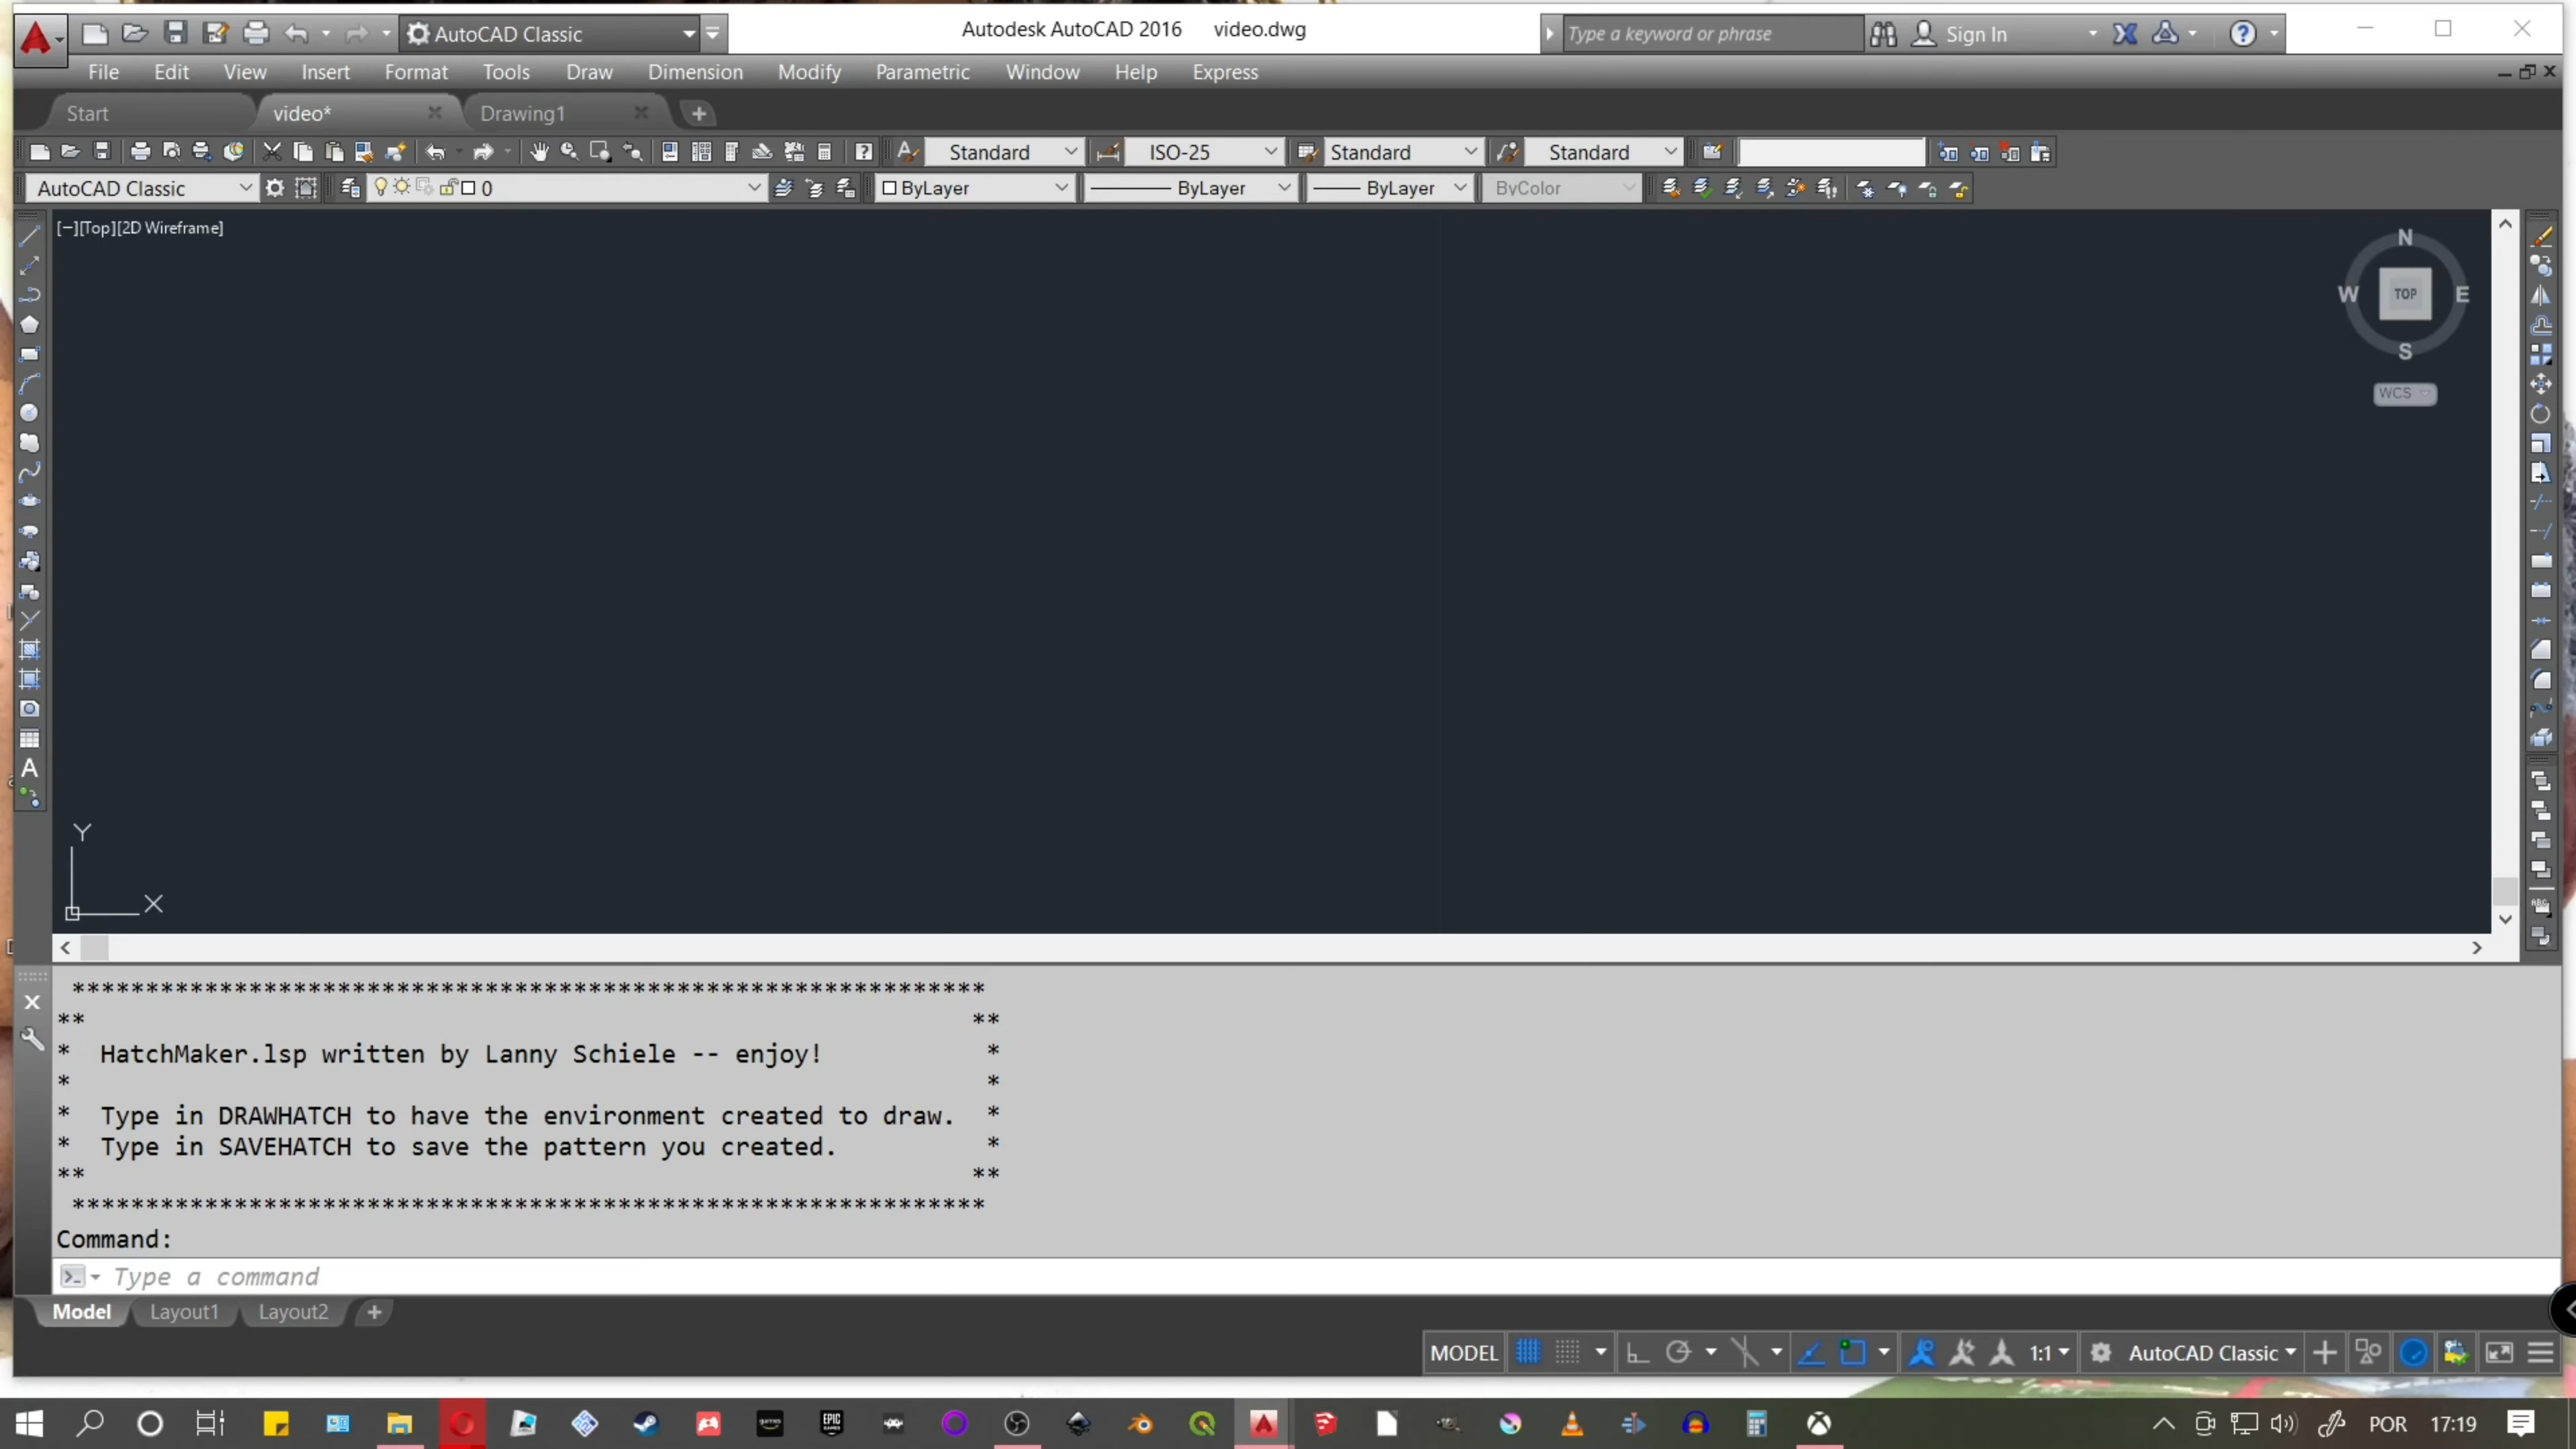 AutoCAD Classic
Autodesk AutoCAD 2016 video.dwg
Type a keyword or phrase
Sign In
File Edit View Insert Format Tools Draw Dimension Modify Parametric Window Help Express
Start video* Drawing1
Standard ISO-25 Standard Standard
AutoCAD Classic 0 ByLayer ByLayer ByLayer ByColor
[−][Top][2D Wireframe]
N
W TOP E
S
WCS
A
Y
X
**************************************************************
** **
* HatchMaker.lsp written by Lanny Schiele -- enjoy! *
* *
* Type in DRAWHATCH to have the environment created to draw. *
* Type in SAVEHATCH to save the pattern you created. *
** **
**************************************************************
Command:
Type a command
Model Layout1 Layout2
MODEL 1:1 AutoCAD Classic
POR 17:19